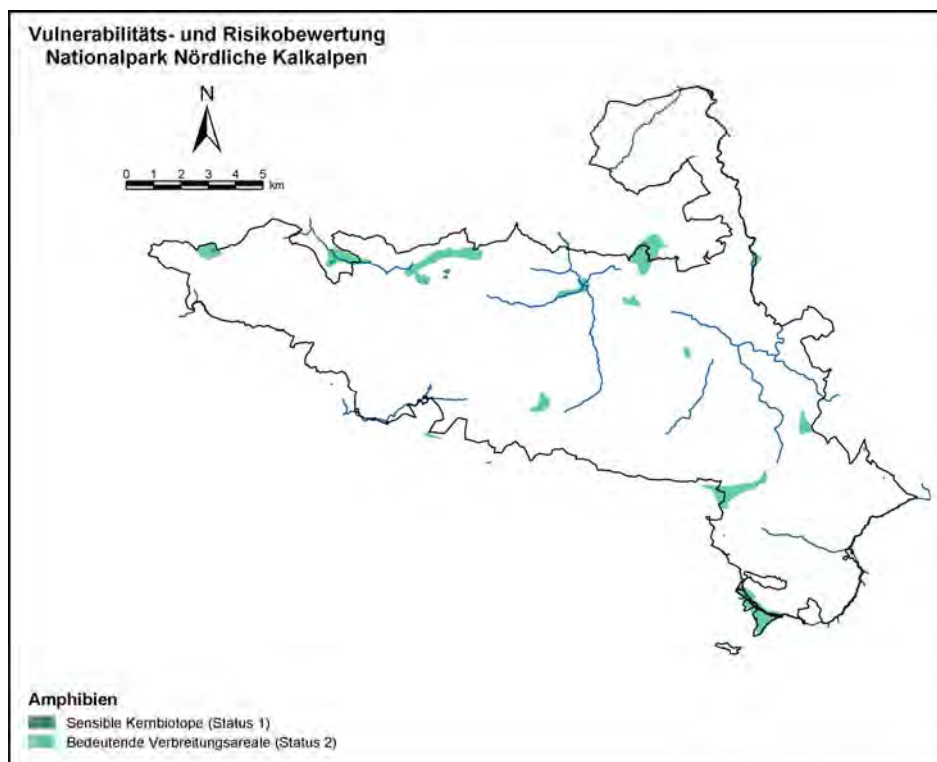 Vulnerabilitäts- und Risikobewertung
Nationalpark Nördliche Kalkalpen
N
0 1 2 3 4 5
km
Amphibien
Sensible Kernbiotope (Status 1)
Bedeutende Verbreitungsareale (Status 2)